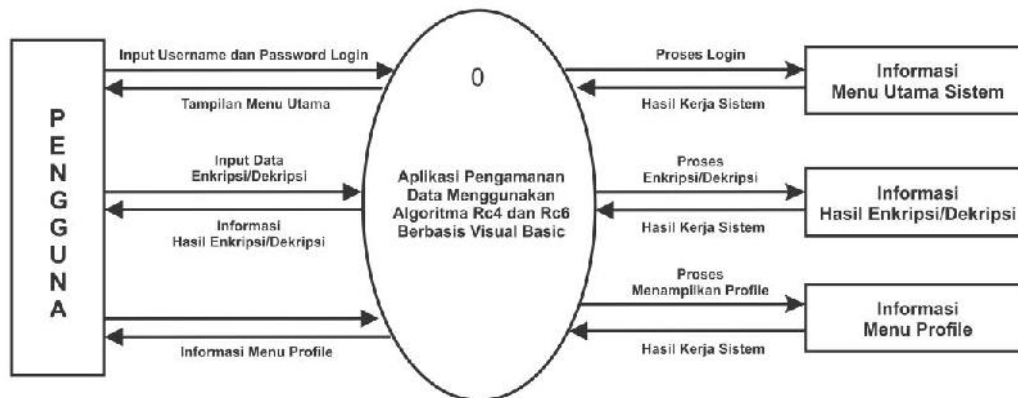 PENGGUNA
Input Username dan Password Login
Tampilan Menu Utama
Input Data
Enkripsi/Dekripsi
Informasi
Hasil Enkripsi/Dekripsi
Informasi Menu Profile
0
Aplikasi Pengamanan
Data Menggunakan
Algoritma Rc4 dan Rc6
Berbasis Visual Basic
Proses Login
Hasil Kerja Sistem
Proses
Enkripsi/Dekripsi
Hasil Kerja Sistem
Proses
Menampilkan Profile
Hasil Kerja Sistem
Informasi
Menu Utama Sistem
Informasi
Hasil Enkripsi/Dekripsi
Informasi
Menu Profile